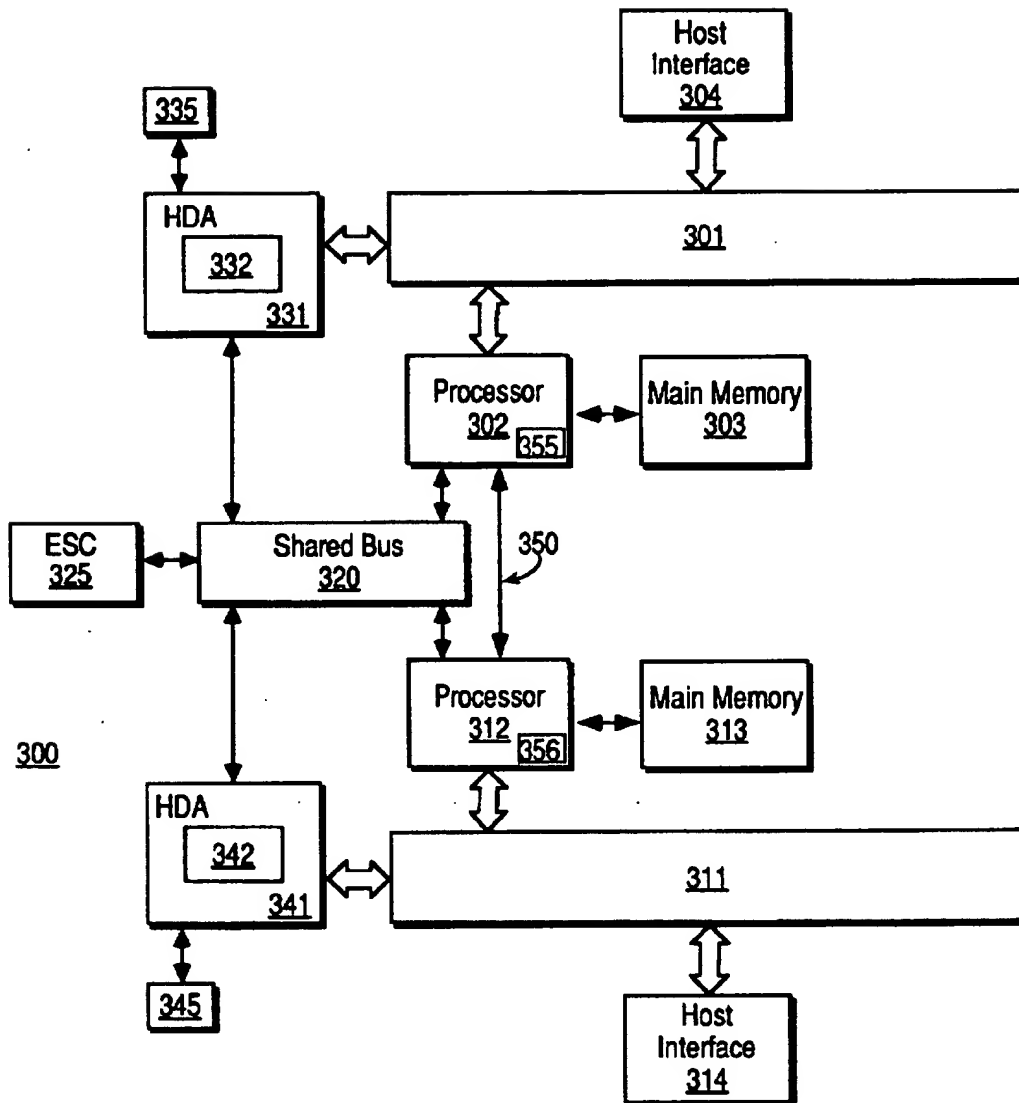 Host
Interface
304
335
HDA
332
331
301
Processor
302
355
Main Memory
303
ESC
325
Shared Bus
320
350
Processor
312
356
Main Memory
313
300
HDA
342
341
311
345
Host
Interface
314